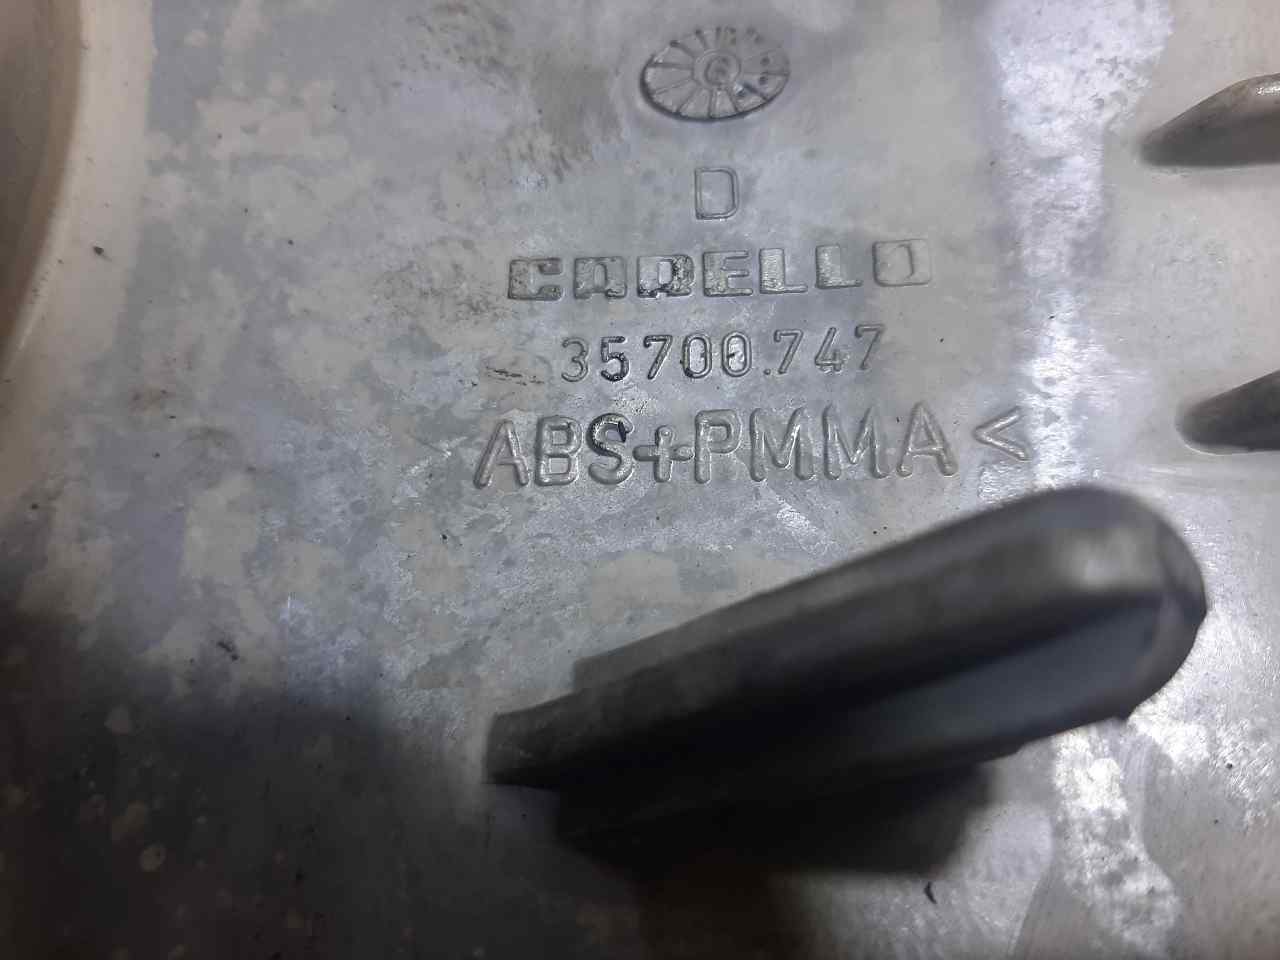 D
CARELLO
35700.747
ABS+PMMA<